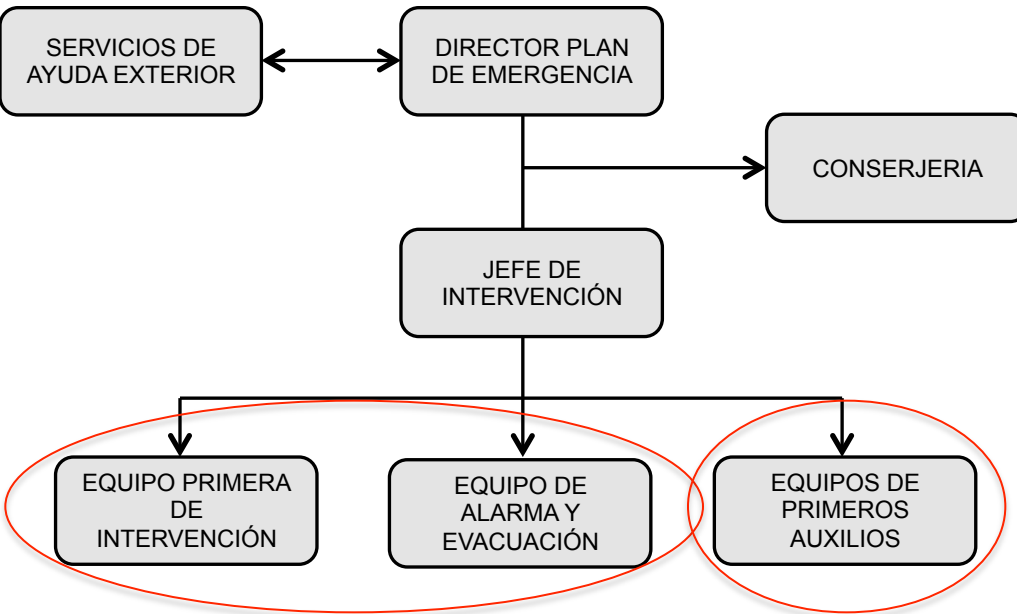 SERVICIOS DE
AYUDA EXTERIOR
DIRECTOR PLAN
DE EMERGENCIA
CONSERJERIA
JEFE DE
INTERVENCIÓN
EQUIPO PRIMERA
DE
INTERVENCIÓN
EQUIPO DE
ALARMA Y
EVACUACIÓN
EQUIPOS DE
PRIMEROS
AUXILIOS